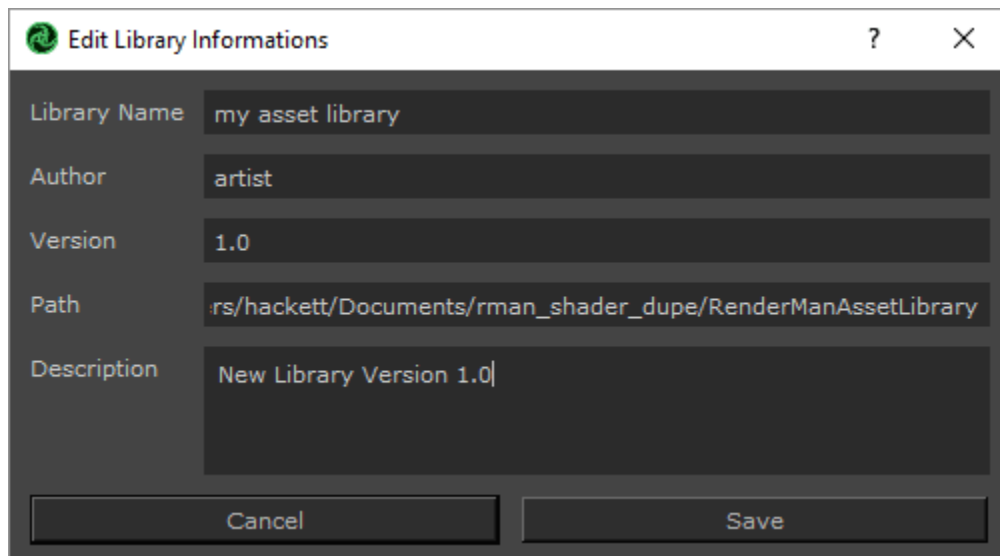 Edit Library Informations ?
Library Name my asset library
Author artist
Version 1.0
Path rs/hackett/Documents/rman_shader_dupe/RenderManAssetLibrary
Description New Library Version 1.0
Cancel Save